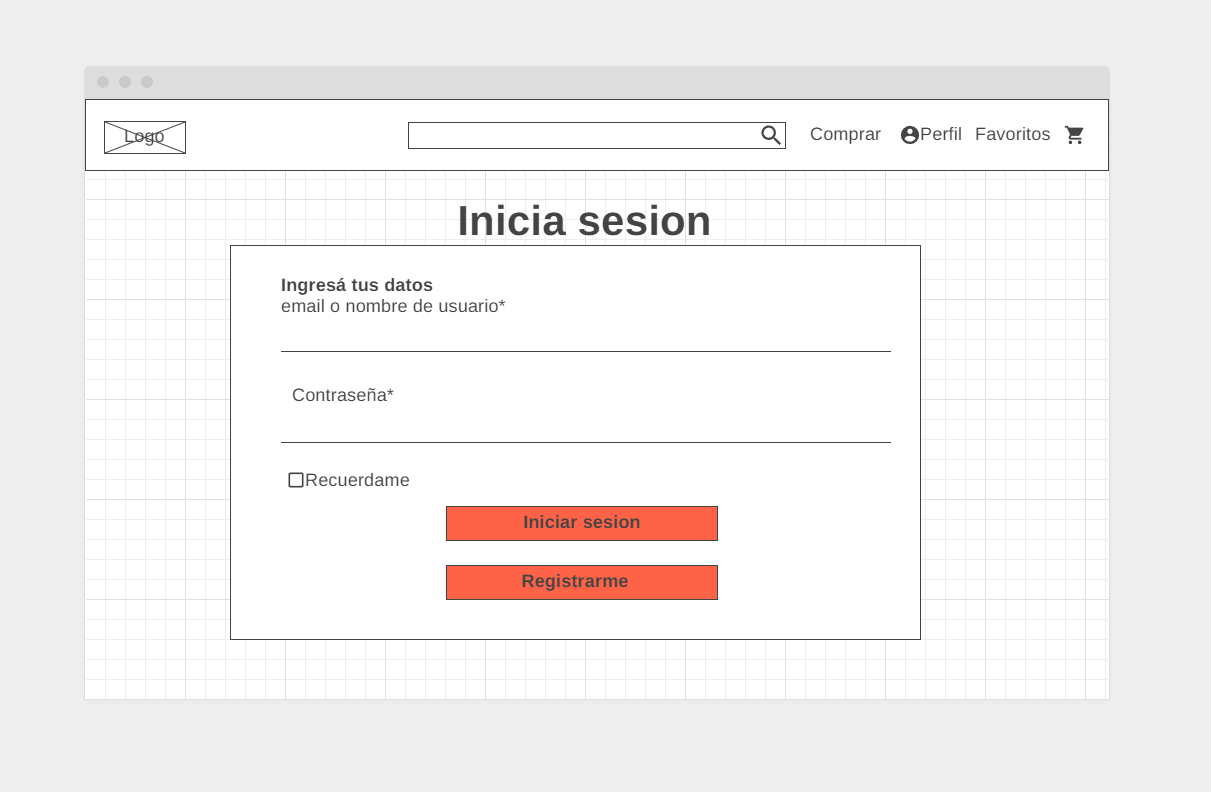 Logo
Comprar Perfil Favoritos
Inicia sesion
Ingresá tus datos
email o nombre de usuario*
Contraseña*
Recuerdame
Iniciar sesion
Registrarme